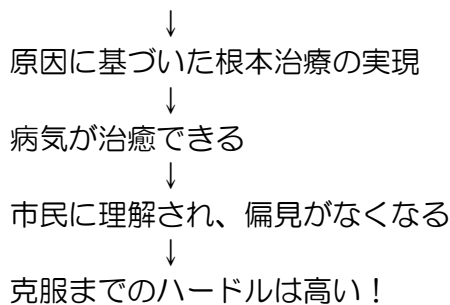 ↓
原因に基づいた根本治療の実現
↓
病気が治癒できる
↓
市民に理解され、偏見がなくなる
↓
克服までのハードルは高い！